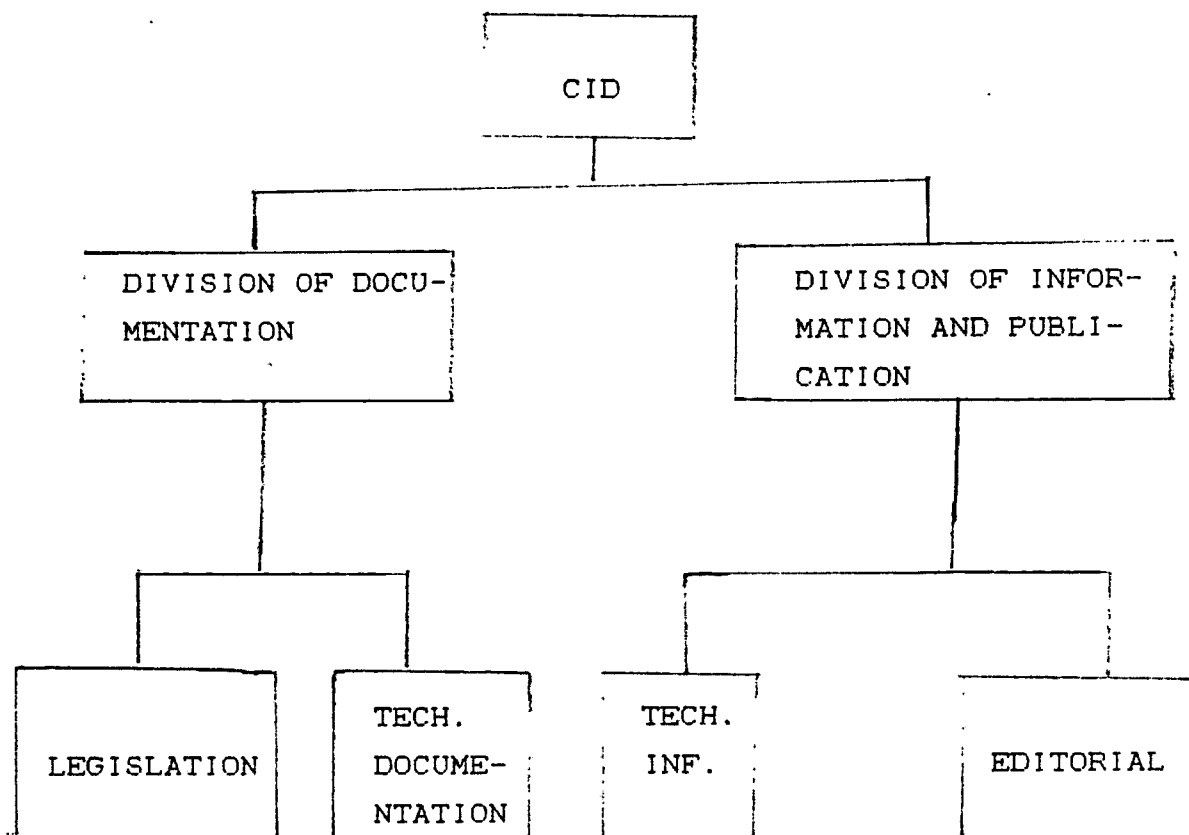 CID
DIVISION OF DOCU-
MENTATION
DIVISION OF INFOR-
MATION AND PUBLI-
CATION
LEGISLATION
TECH.
DOCUME-
NTATION
TECH.
INF.
EDITORIAL